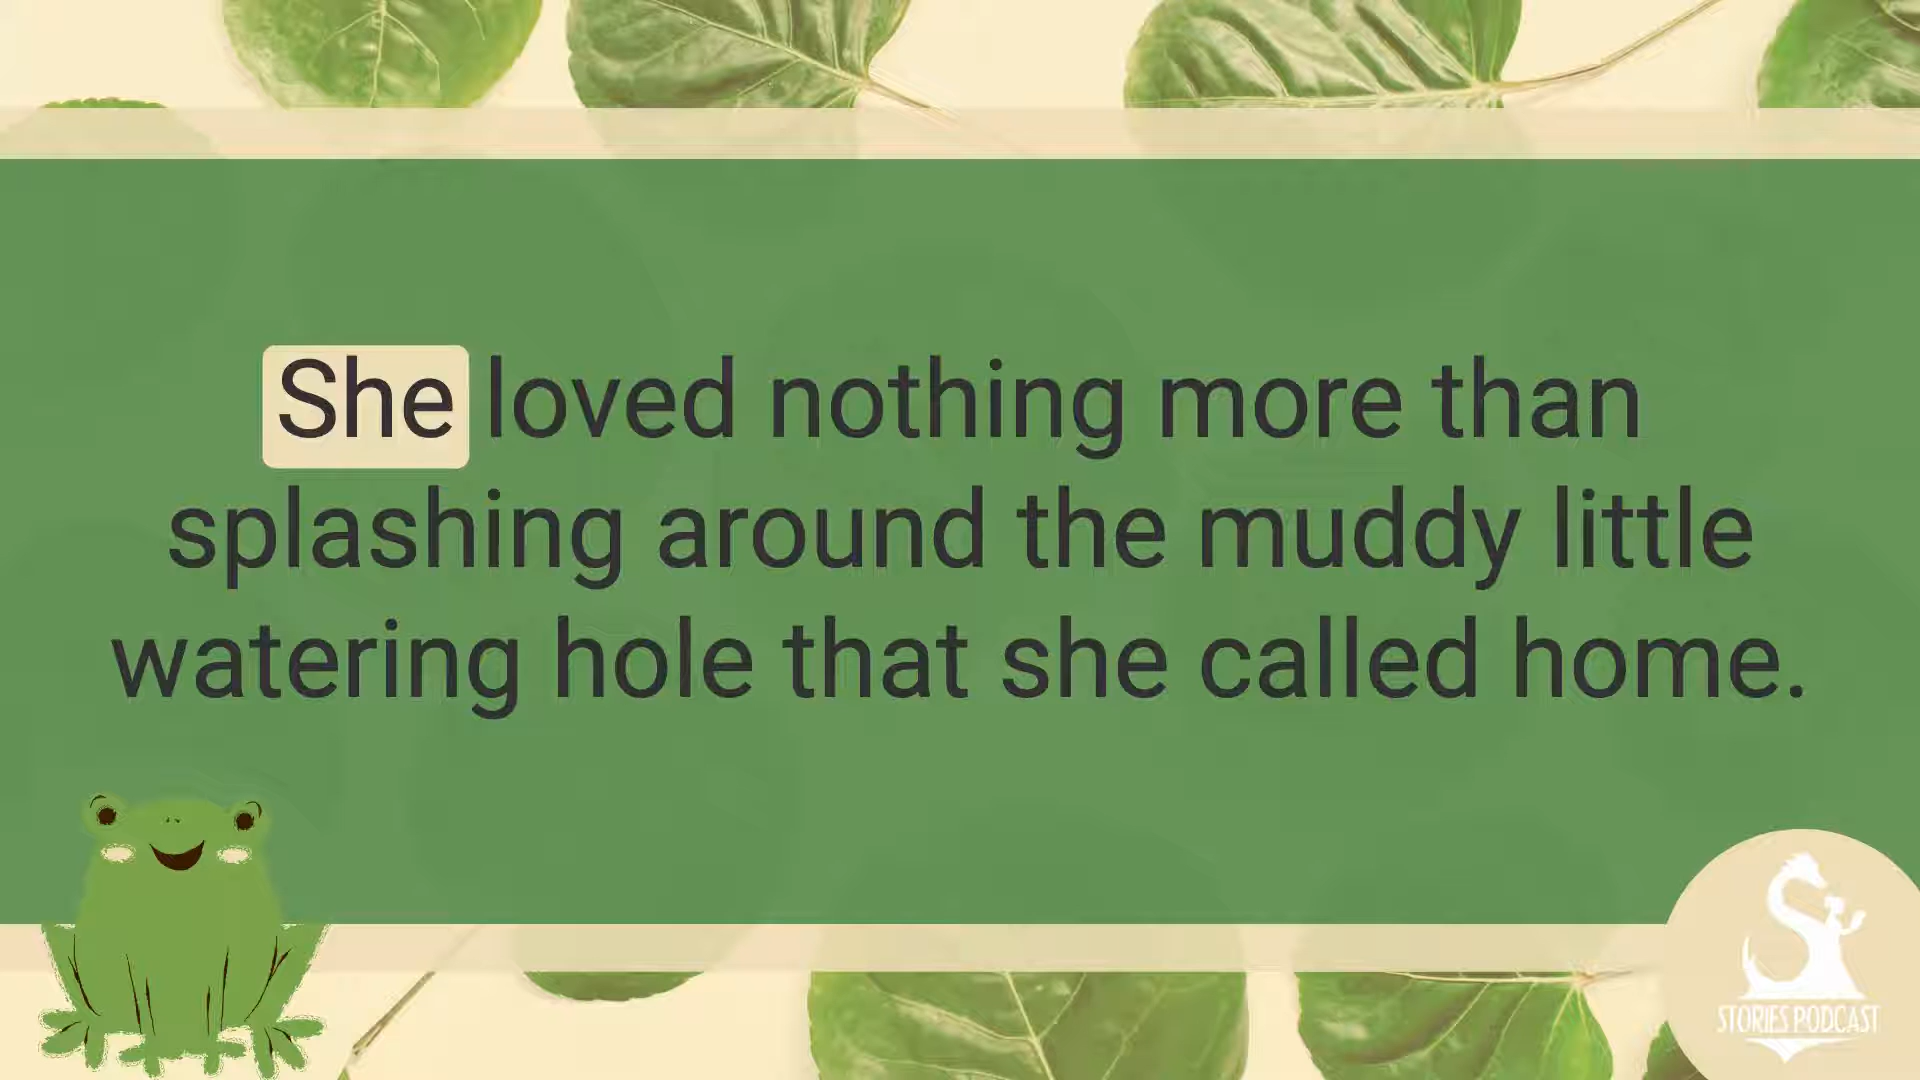 She loved nothing more than
splashing around the muddy little
watering hole that she called home.
STORIES PODCAST